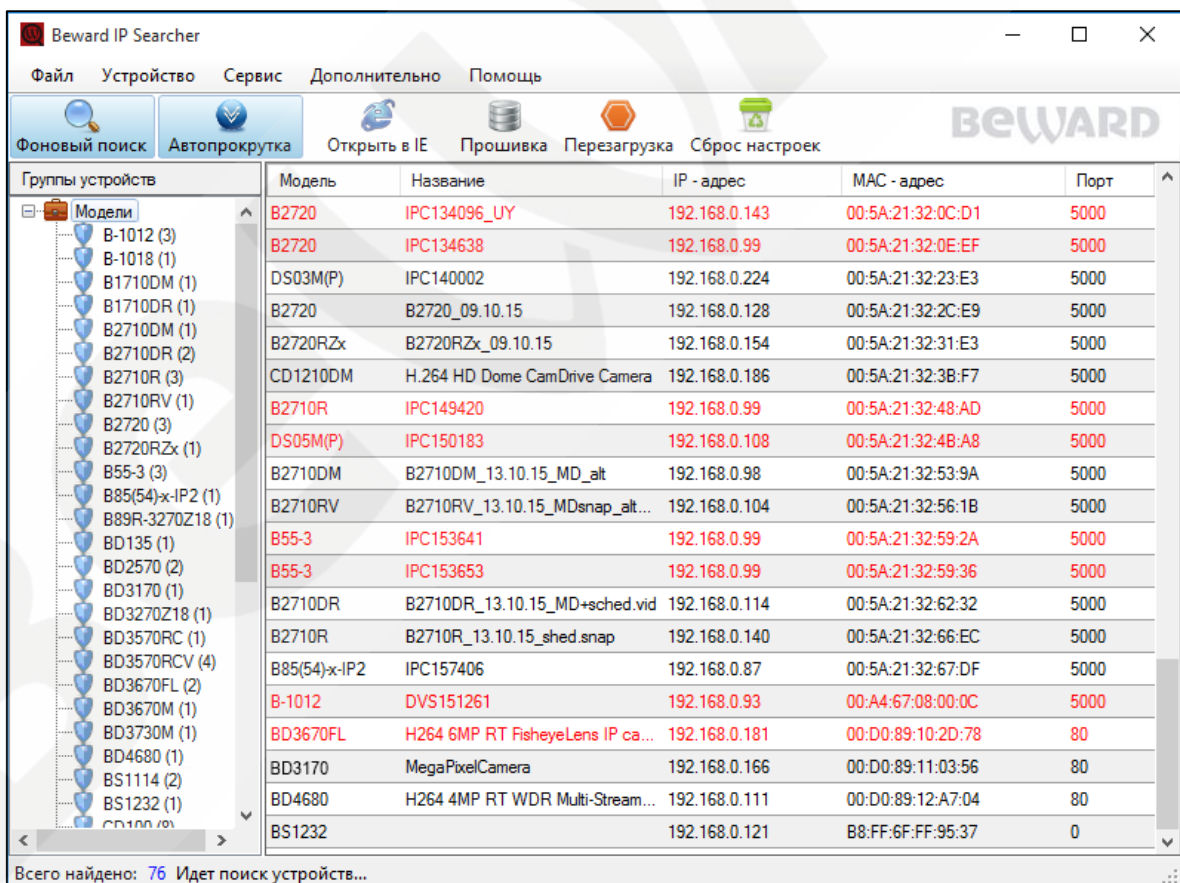 Beward IP Searcher
Файл Устройство Сервис Дополнительно Помощь
Фоновый поиск Автопрокрутка Открыть в IE Прошивка Перезагрузка Сброс настроек BEWARD
Группы устройств
Модели
B-1012 (3)
B-1018 (1)
B1710DM (1)
B1710DR (1)
B2710DM (1)
B2710DR (2)
B2710R (3)
B2710RV (1)
B2720 (3)
B2720RZx (1)
B55-3 (3)
B85(54)-x-IP2 (1)
B89R-3270Z18 (1)
BD135 (1)
BD2570 (2)
BD3170 (1)
BD3270Z18 (1)
BD3570RC (1)
BD3570RCV (4)
BD3670FL (2)
BD3670M (1)
BD3730M (1)
BD4680 (1)
BS1114 (2)
BS1232 (1)
CD100 (8)
Модель Название IP - адрес MAC - адрес Порт
B2720 IPC134096_UY 192.168.0.143 00:5A:21:32:0C:D1 5000
B2720 IPC134638 192.168.0.99 00:5A:21:32:0E:EF 5000
DS03M(P) IPC140002 192.168.0.224 00:5A:21:32:23:E3 5000
B2720 B2720_09.10.15 192.168.0.128 00:5A:21:32:2C:E9 5000
B2720RZx B2720RZx_09.10.15 192.168.0.154 00:5A:21:32:31:E3 5000
CD1210DM H.264 HD Dome CamDrive Camera 192.168.0.186 00:5A:21:32:3B:F7 5000
B2710R IPC149420 192.168.0.99 00:5A:21:32:48:AD 5000
DS05M(P) IPC150183 192.168.0.108 00:5A:21:32:4B:A8 5000
B2710DM B2710DM_13.10.15_MD_alt 192.168.0.98 00:5A:21:32:53:9A 5000
B2710RV B2710RV_13.10.15_MDsnap_alt... 192.168.0.104 00:5A:21:32:56:1B 5000
B55-3 IPC153641 192.168.0.99 00:5A:21:32:59:2A 5000
B55-3 IPC153653 192.168.0.99 00:5A:21:32:59:36 5000
B2710DR B2710DR_13.10.15_MD+sched.vid 192.168.0.114 00:5A:21:32:62:32 5000
B2710R B2710R_13.10.15_shed.snap 192.168.0.140 00:5A:21:32:66:EC 5000
B85(54)-x-IP2 IPC157406 192.168.0.87 00:5A:21:32:67:DF 5000
B-1012 DVS151261 192.168.0.93 00:A4:67:08:00:0C 5000
BD3670FL H264 6MP RT FisheyeLens IP ca... 192.168.0.181 00:D0:89:10:2D:78 80
BD3170 MegaPixelCamera 192.168.0.166 00:D0:89:11:03:56 80
BD4680 H264 4MP RT WDR Multi-Stream... 192.168.0.111 00:D0:89:12:A7:04 80
BS1232 192.168.0.121 B8:FF:6F:FF:95:37 0
Всего найдено: 76 Идет поиск устройств...